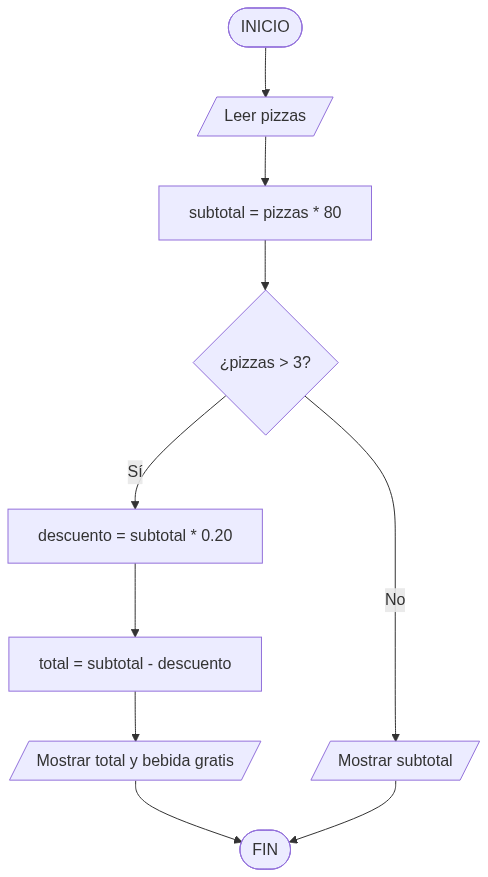 INICIO
Leer pizzas
subtotal = pizzas * 80
¿pizzas > 3?
Sí
descuento = subtotal * 0.20
No
total = subtotal - descuento
Mostrar total y bebida gratis
Mostrar subtotal
FIN